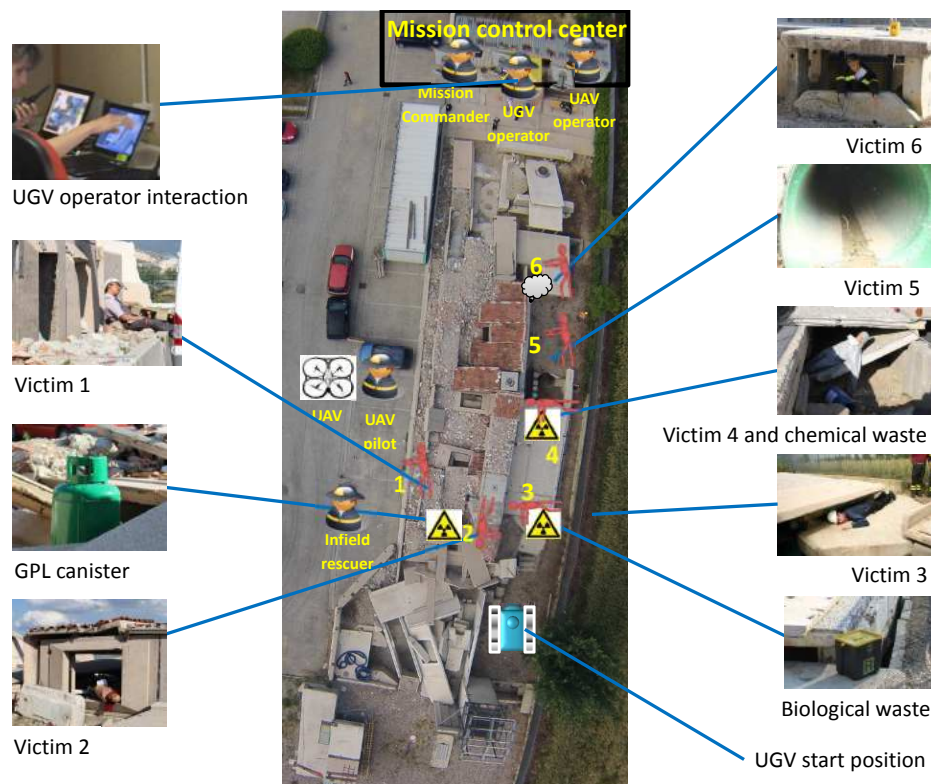 Mission control center
Mission
Commander
UGV
operator
UAV
operator
UGV operator interaction
Victim 6
Victim 1
6
5
Victim 5
UAV
UAV
pilot
4
Victim 4 and chemical waste
1
GPL canister
Infield
rescuer
2
3
Victim 3
Victim 2
Biological waste
UGV start position